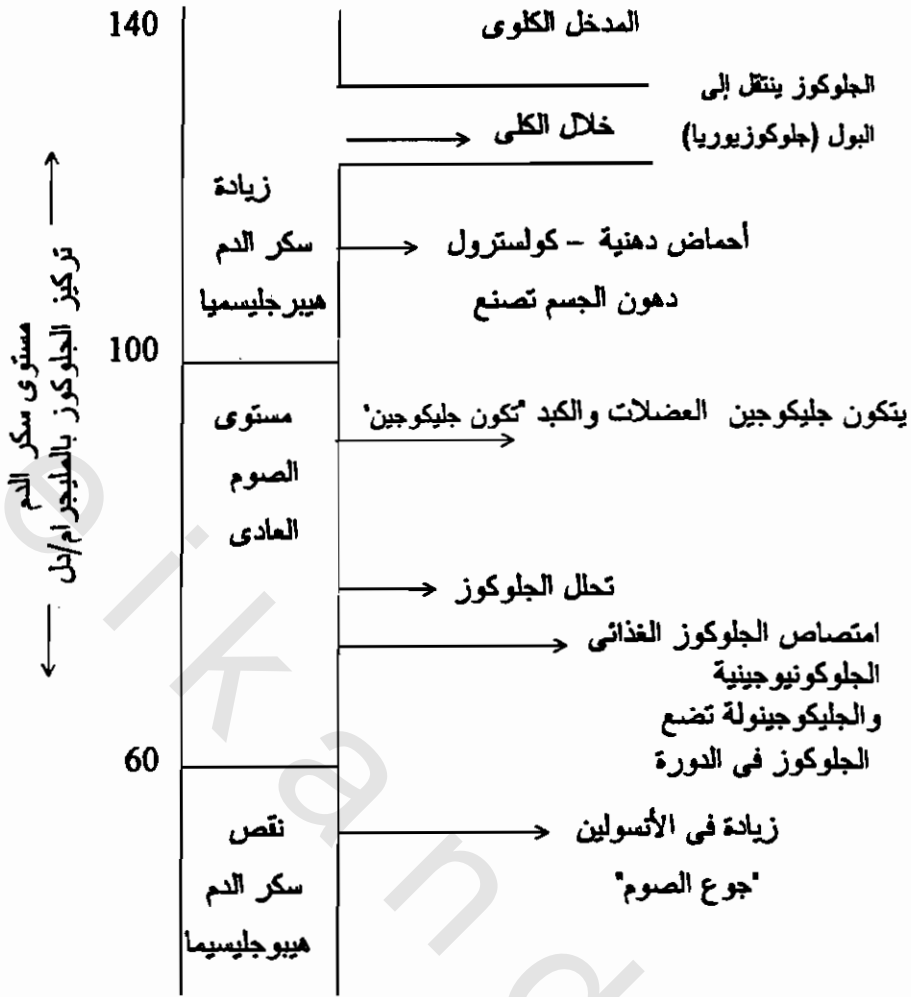 140
المدخل الكلوى
الجلوكوز ينتقل إلى
البول (جلوكوزيوريا)
خلال الكلى
زيادة
سكر الدم
هيبرجليسميا
أحماض دهنية - كولسترول
دهون الجسم تصنع
مستوى سكر الدم
تركيز الجلوكوز بالمليجرام/دل
100
مستوى
الصوم
العادى
يتكون جليكوجين العضلات والكبد "تكون جليكوجين"
تحلل الجلوكوز
امتصاص الجلوكوز الغذائى
الجلوكونيوجينية
والجليكوجينولة تضع
الجلوكوز فى الدورة
60
نقص
سكر الدم
هيبوجليسيما
زيادة فى الأنسولين
"جوع الصوم"
e i k a n d